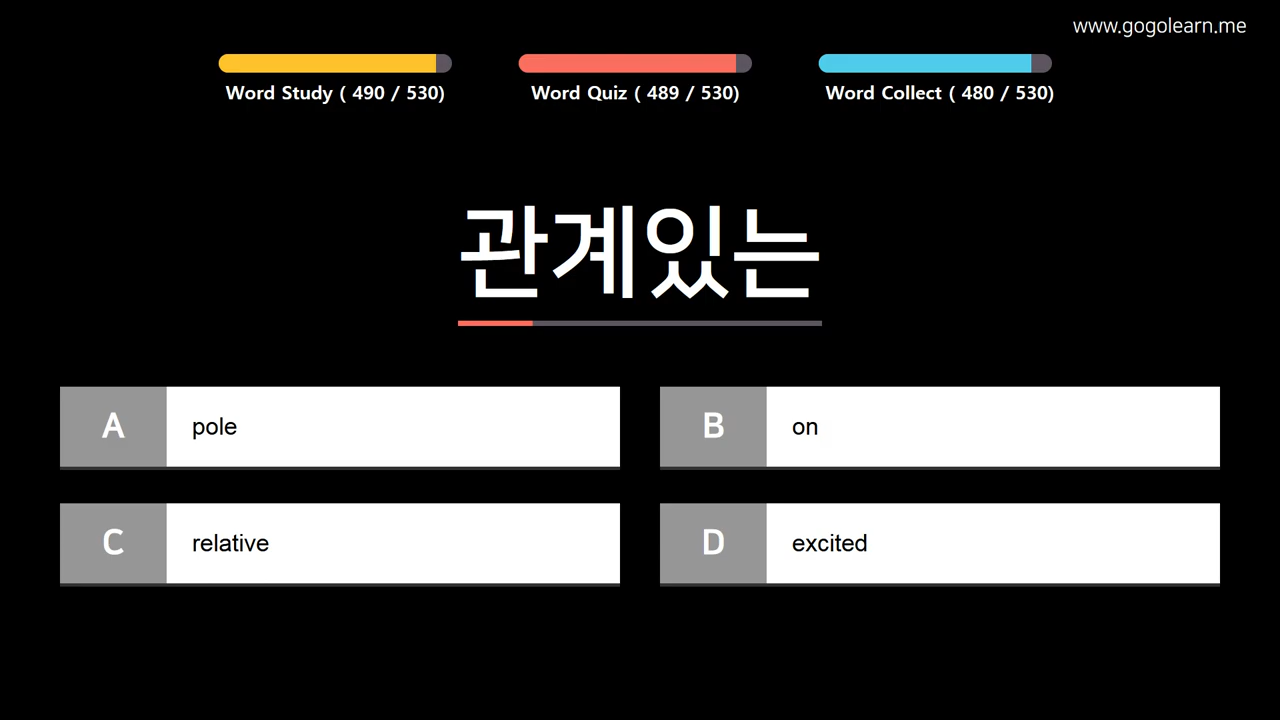 www.gogolearn.me
Word Study ( 490 / 530)
Word Quiz ( 489 / 530)
Word Collect ( 480 / 530)
관계있는
A pole
B on
C relative
D excited